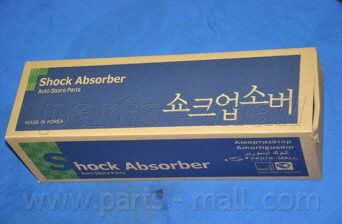 Shock Absorber
Auto Spare Parts
MADE IN KOREA
쇼크업소버
Shock Absorber
Auto Spare Parts
Амортизатор
Amortiguador
PARTS-MALL
www.parts-mall.com